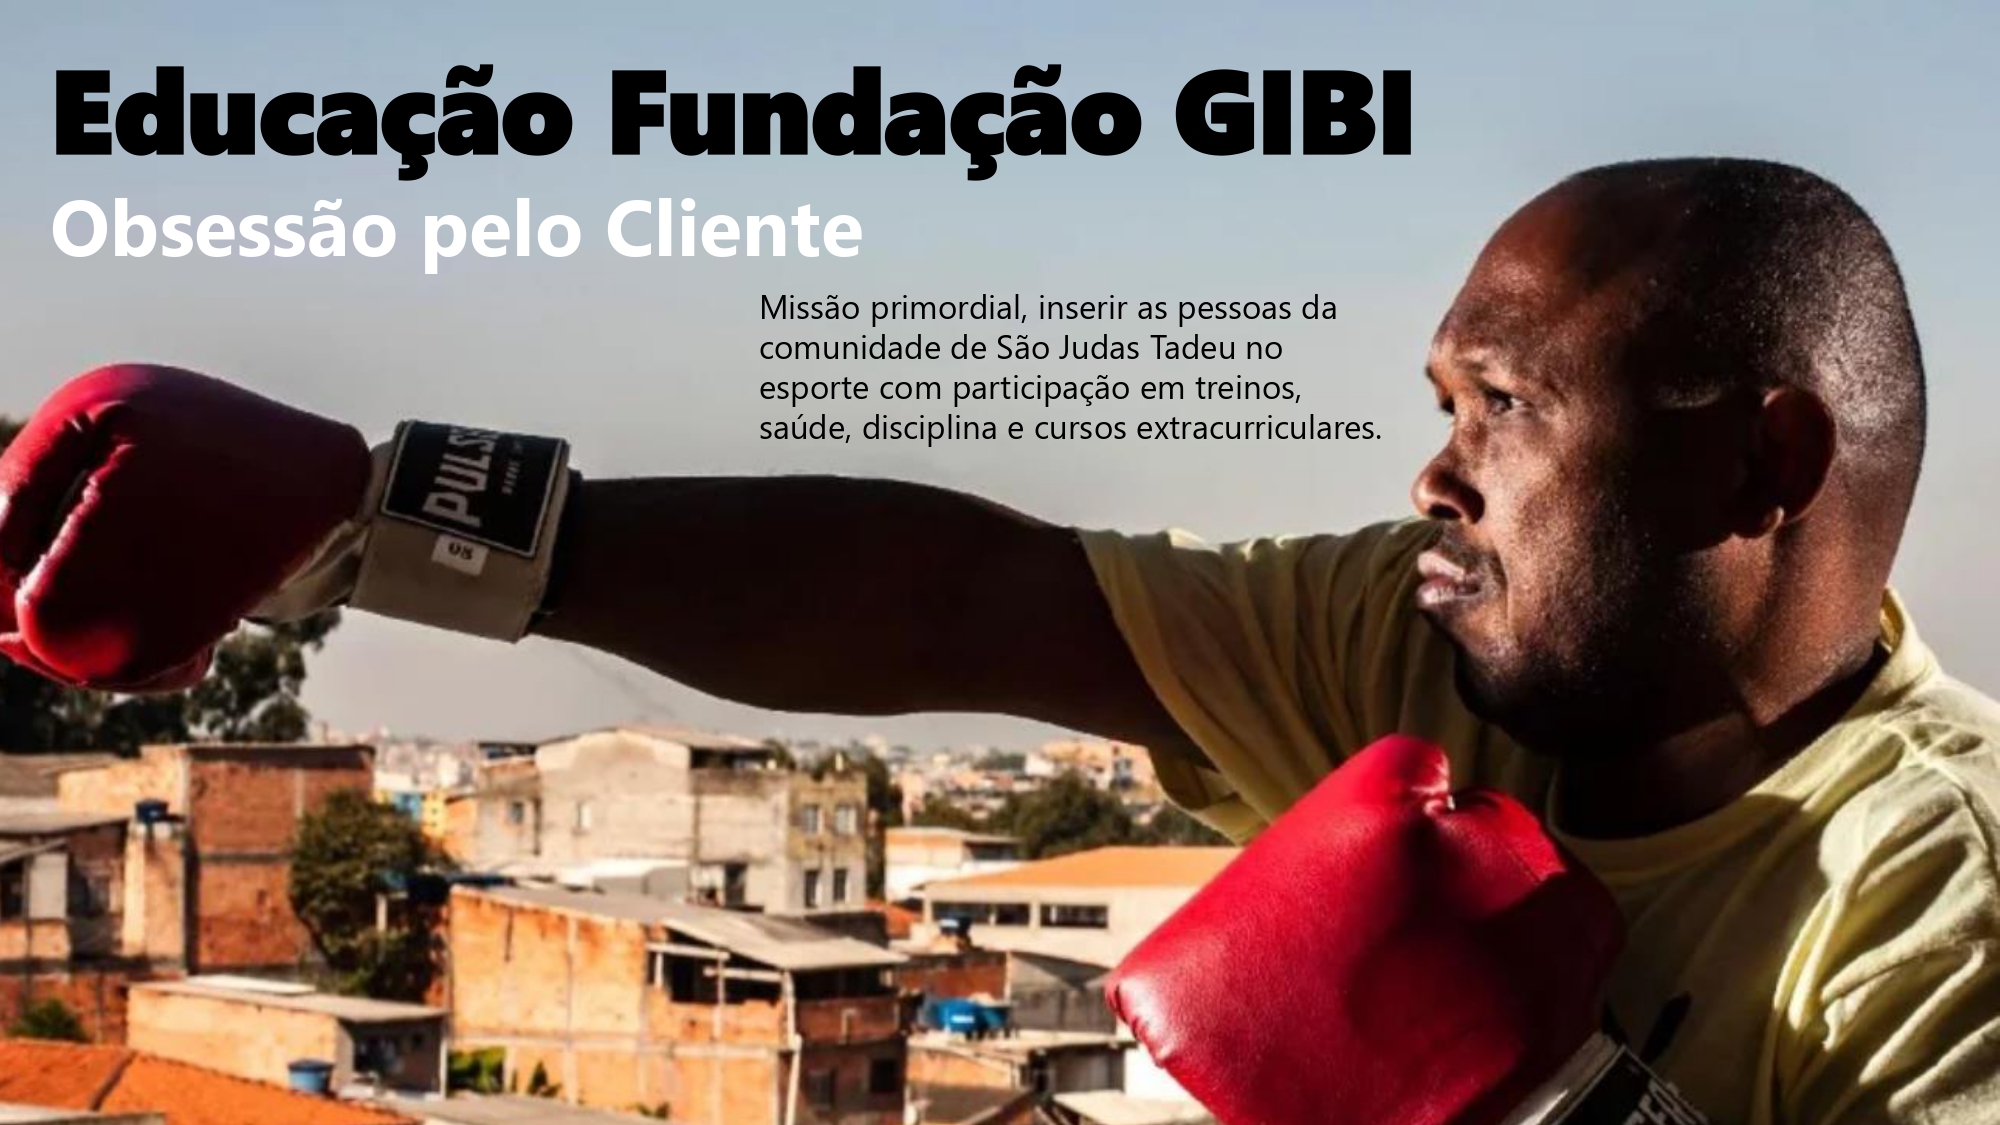 Educação Fundação GIBI
Obsessão pelo Cliente
Missão primordial, inserir as pessoas da
comunidade de São Judas Tadeu no
esporte com participação em treinos,
saúde, disciplina e cursos extracurriculares.
PULS